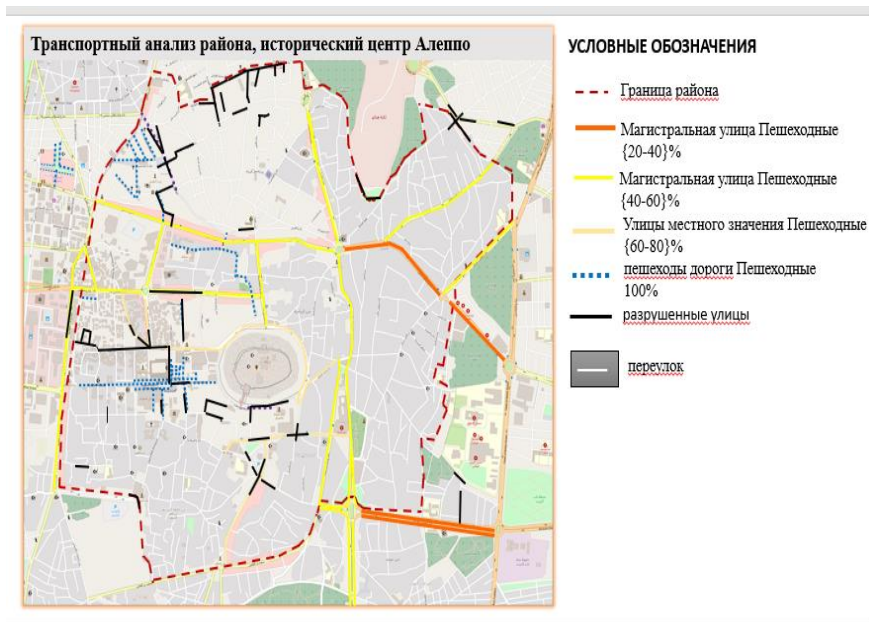 Транспортный анализ района, исторический центр Алеппо
УСЛОВНЫЕ ОБОЗНАЧЕНИЯ
Граница района
Магистральная улица Пешеходные
{20-40}%
Магистральная улица Пешеходные
{40-60}%
Улицы местного значения Пешеходные
{60-80}%
пешеходы дороги Пешеходные
100%
разрушенные улицы
переулок